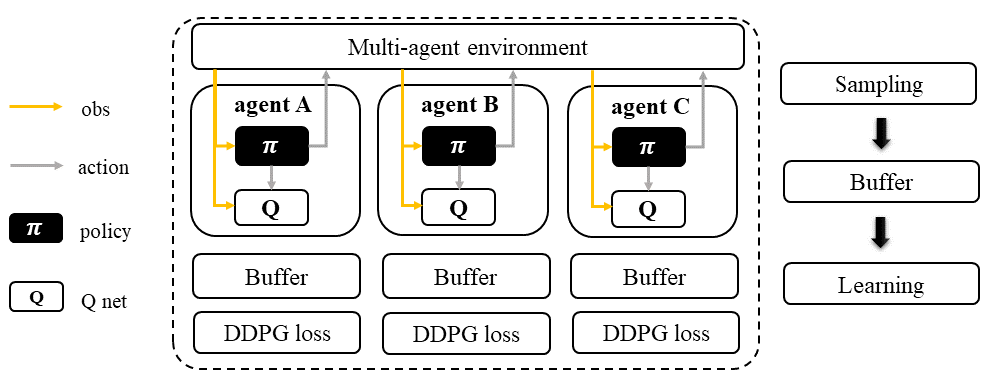 Multi-agent environment
obs
action
π policy
Q Q net
agent A
π
Q
agent B
π
Q
agent C
π
Q
Buffer
Buffer
Buffer
DDPG loss
DDPG loss
DDPG loss
Sampling
Buffer
Learning